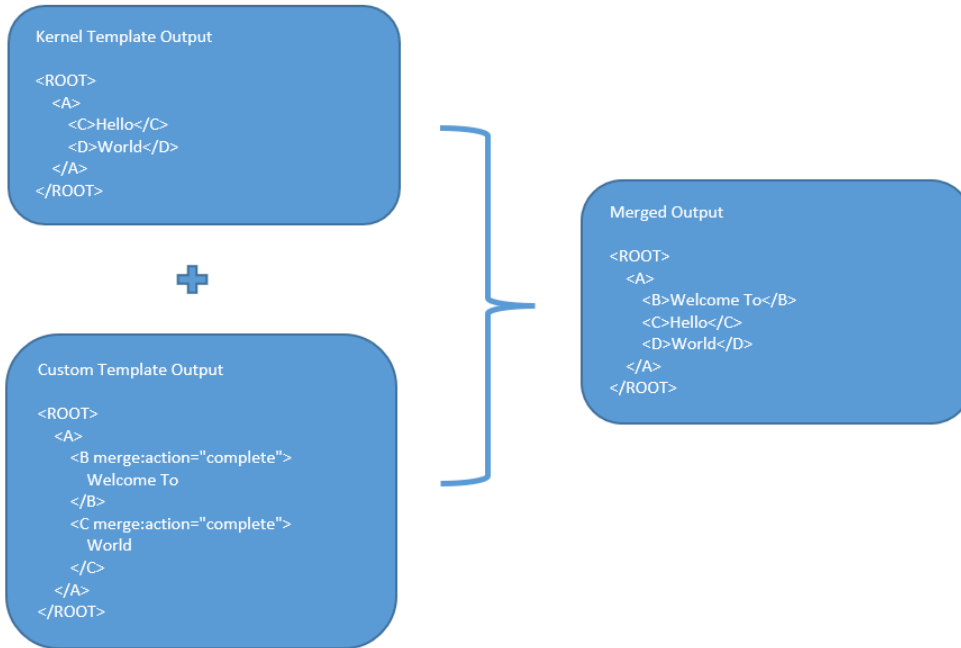 Kernel Template Output
<ROOT>
<A>
<C>Hello</C>
<D>World</D>
</A>
</ROOT>
Custom Template Output
<ROOT>
<A>
<B merge:action="complete">
Welcome To
</B>
<C merge:action="complete">
World
</C>
</A>
</ROOT>
Merged Output
<ROOT>
<A>
<B>Welcome To</B>
<C>Hello</C>
<D>World</D>
</A>
</ROOT>